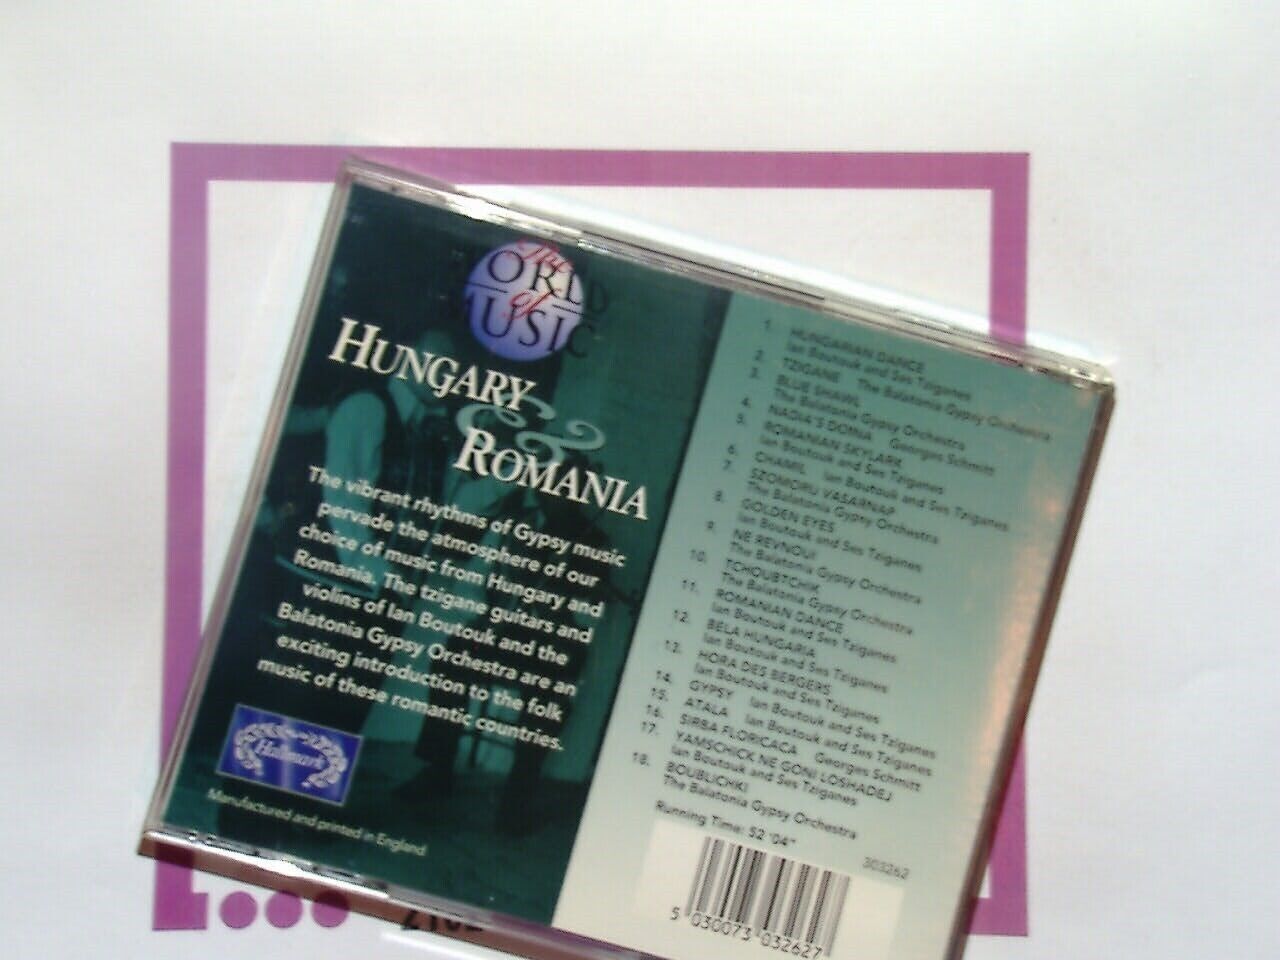 The
WORLD
of
MUSIC
HUNGARY
&
ROMANIA
The vibrant rhythms of Gypsy music
pervade the atmosphere of our
choice of music from Hungary and
Romania. The tzigane guitars and
violins of Ian Boutouk and the
Balatonia Gypsy Orchestra are an
exciting introduction to the folk
music of these romantic countries.
Hallmark
Manufactured and printed in England
1. HUNGARIAN DANCE
Ian Boutouk and Ses Tziganes
2. TZIGANE The Balatonia Gypsy Orchestra
3. BLUE SHAWL
The Balatonia Gypsy Orchestra
4. NADIA'S DOINA Georges Schmitt
5. ROMANIAN SKYLARK
Ian Boutouk and Ses Tziganes
6. CHAMIL Ian Boutouk and Ses Tziganes
7. SZOMORU VASARNAP
The Balatonia Gypsy Orchestra
8. GOLDEN EYES
Ian Boutouk and Ses Tziganes
9. NE REVNOUI
The Balatonia Gypsy Orchestra
10. TCHOUBTCHIK
The Balatonia Gypsy Orchestra
11. ROMANIAN DANCE
Ian Boutouk and Ses Tziganes
12. BELA HUNGARIA
Ian Boutouk and Ses Tziganes
13. HORA DES BERGERS
Ian Boutouk and Ses Tziganes
14. GYPSY Ian Boutouk and Ses Tziganes
15. ATALA Ian Boutouk and Ses Tziganes
16. SIRBA FLORICACA Georges Schmitt
17. YAMSCHICK NE GONI LOSHADEJ
Ian Boutouk and Ses Tziganes
18. BOUBLICHKI
The Balatonia Gypsy Orchestra
Running Time: 52 '04"
303262
5 030073 032627